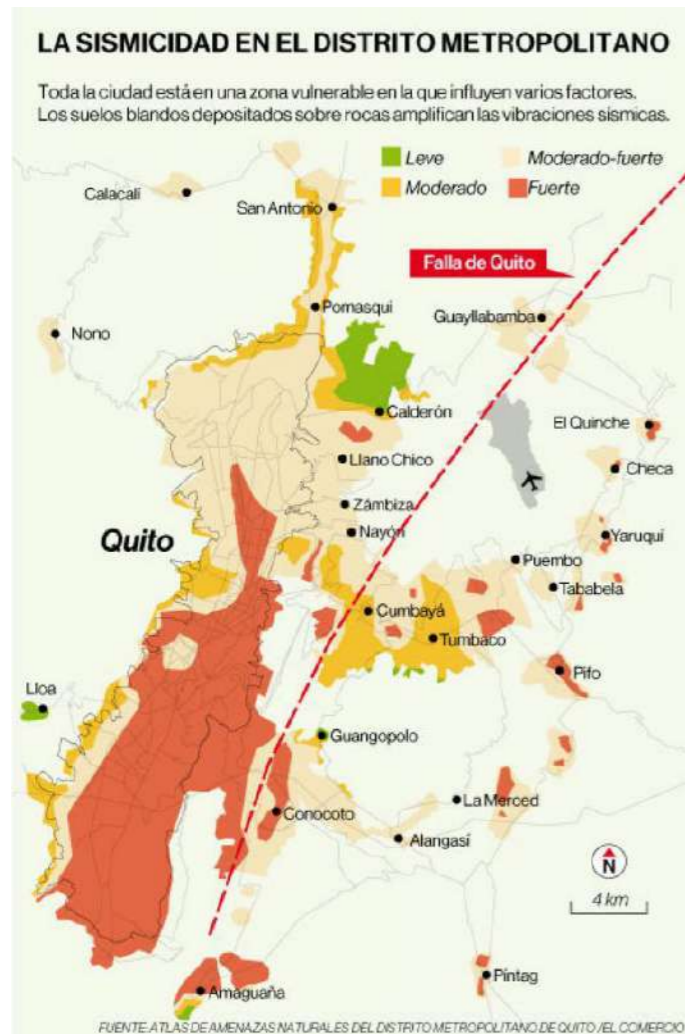 LA SISMICIDAD EN EL DISTRITO METROPOLITANO
Toda la ciudad está en una zona vulnerable en la que influyen varios factores.
Los suelos blandos depositados sobre rocas amplifican las vibraciones sísmicas.
Leve
Moderado-fuerte
Moderado
Fuerte
Calacalí
San Antonio
Falla de Quito
Pomasqui
Guayllabamba
Nono
Calderón
El Quinche
Llano Chico
Checa
Zámbiza
Quito
Nayón
Yaruquí
Puembo
Tababela
Cumbayá
Tumbaco
Pifo
Lloa
Guangopolo
La Merced
Conocoto
Alangasí
N
4 km
Píntag
Amaguaña
FUENTE: ATLAS DE AMENAZAS NATURALES DEL DISTRITO METROPOLITANO DE QUITO /EL COMERCIO